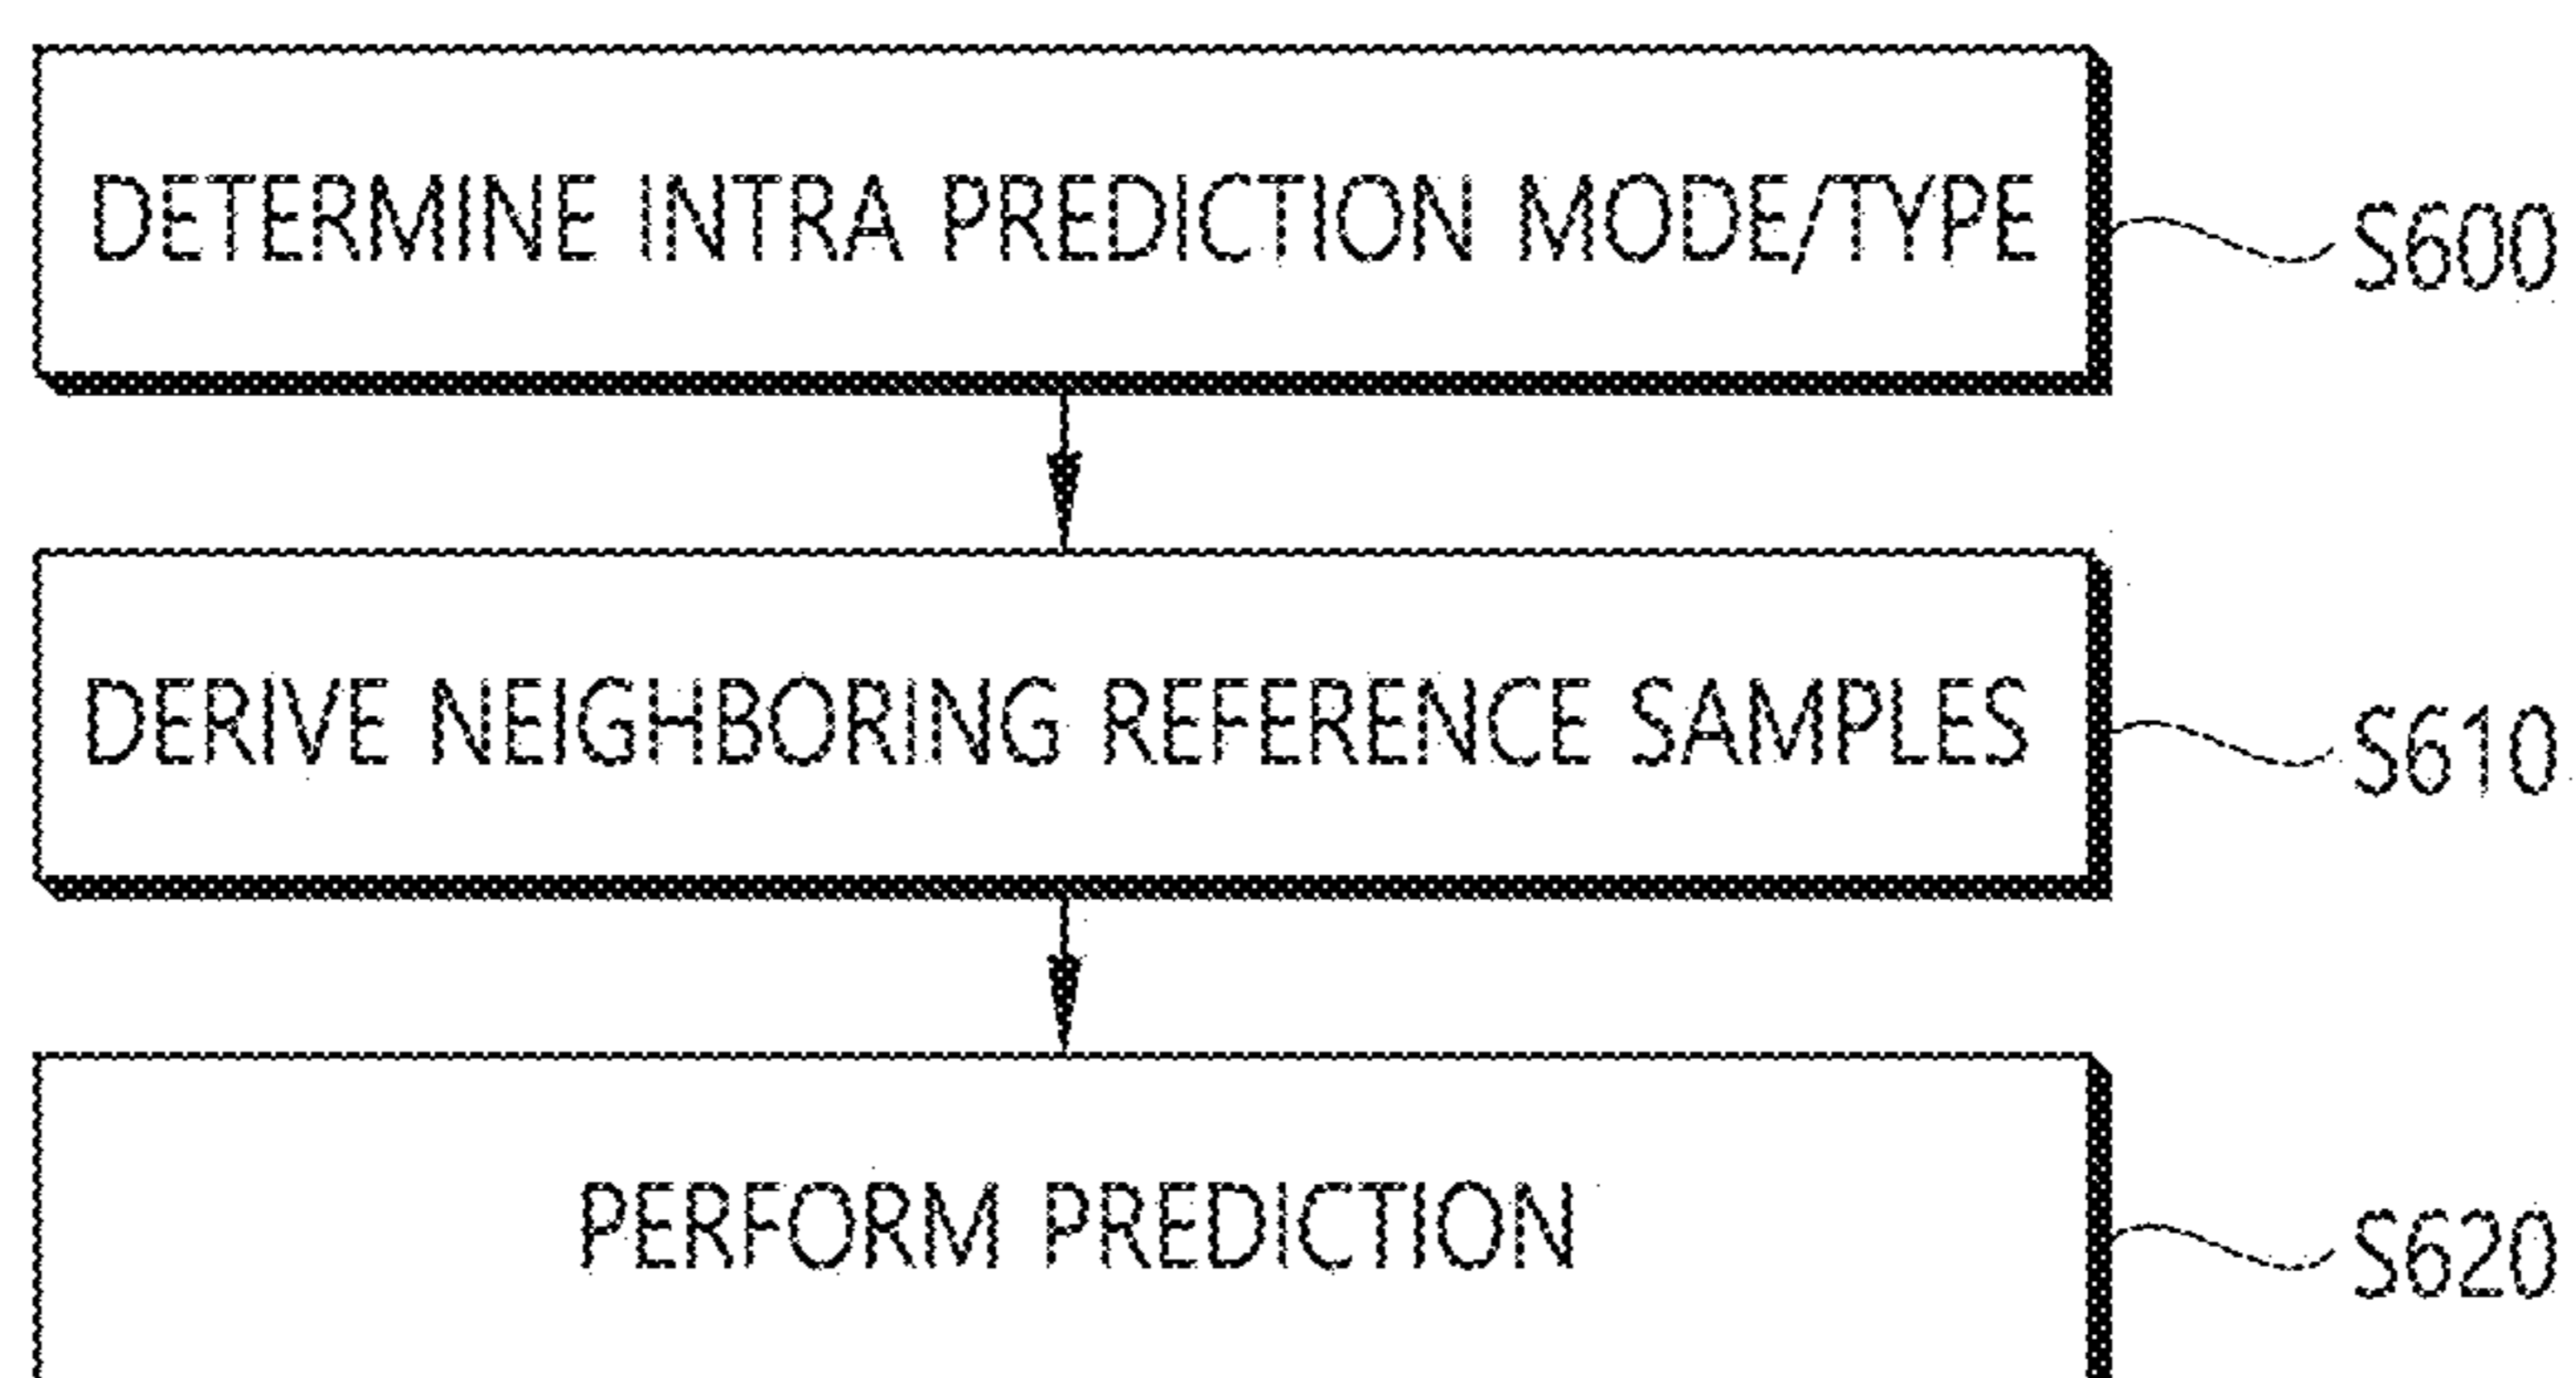 DETERMINE INTRA PREDICTION MODE/TYPE
S600
DERIVE NEIGHBORING REFERENCE SAMPLES
S610
PERFORM PREDICTION
S620